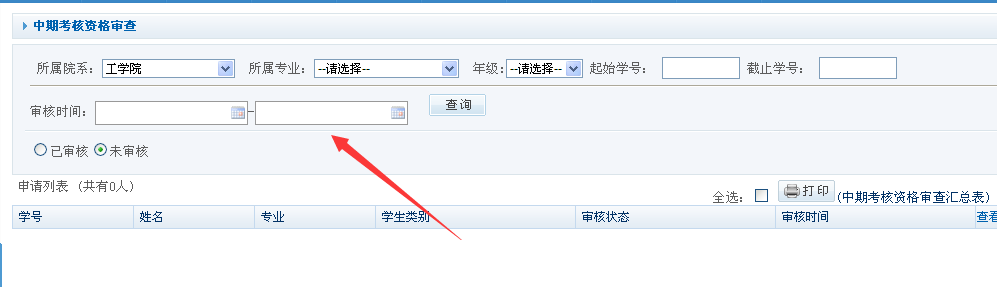 中期考核资格审查
所属院系: 工学院 所属专业: --请选择-- 年级: --请选择-- 起始学号: 截止学号:
审核时间: - 查询
已审核 未审核
申请列表 (共有0人)
全选: 打印 (中期考核资格审查汇总表)
学号 姓名 专业 学生类别 审核状态 审核时间 查看